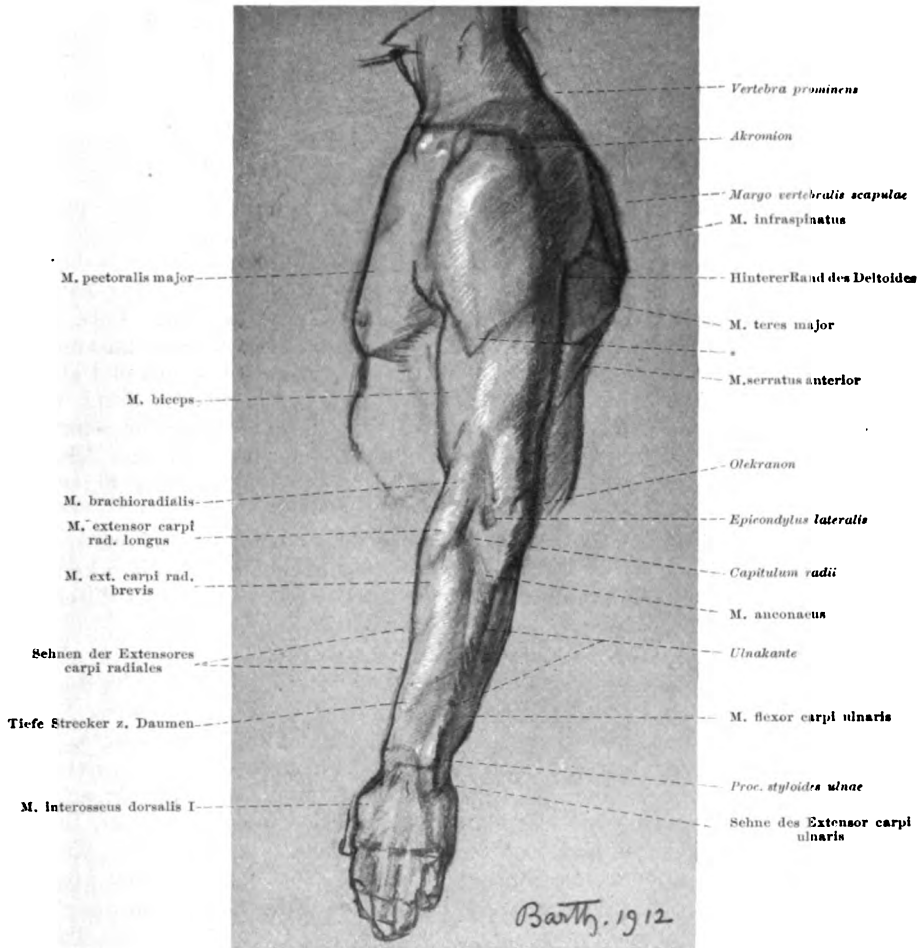 Vertebra prominens
Akromion
Margo vertebralis scapulae
M. infraspinatus
M. pectoralis major
Hinterer Rand des Deltoides
M. teres major
*
M. serratus anterior
M. biceps
Olekranon
M. brachioradialis
Epicondylus lateralis
M. extensor carpi
rad. longus
Capitulum radii
M. ext. carpi rad.
brevis
M. anconaeus
Ulnakante
Sehnen der Extensores
carpi radiales
Tiefe Strecker z. Daumen
M. flexor carpi ulnaris
Proc. styloides ulnae
M. interosseus dorsalis I
Sehne des Extensor carpi
ulnaris
Barth. 1912